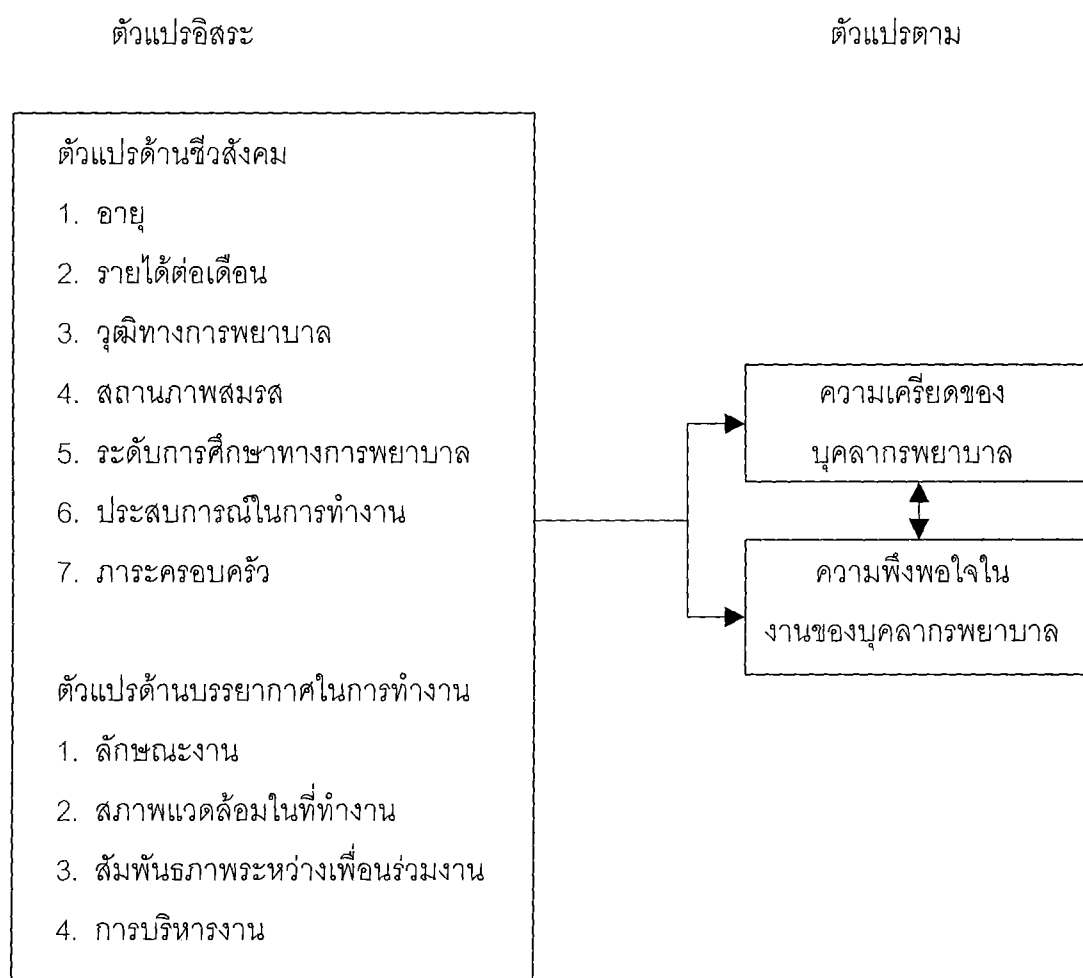 ตัวแปรอิสระ
ตัวแปรตาม
ตัวแปรด้านชีวสังคม
1. อายุ
2. รายได้ต่อเดือน
3. วุฒิทางการพยาบาล
4. สถานภาพสมรส
5. ระดับการศึกษาทางการพยาบาล
6. ประสบการณ์ในการทำงาน
7. ภาระครอบครัว
ตัวแปรด้านบรรยากาศในการทำงาน
1. ลักษณะงาน
2. สภาพแวดล้อมในที่ทำงาน
3. สัมพันธภาพระหว่างเพื่อนร่วมงาน
4. การบริหารงาน
ความเครียดของ
บุคลากรพยาบาล
ความพึงพอใจใน
งานของบุคลากรพยาบาล